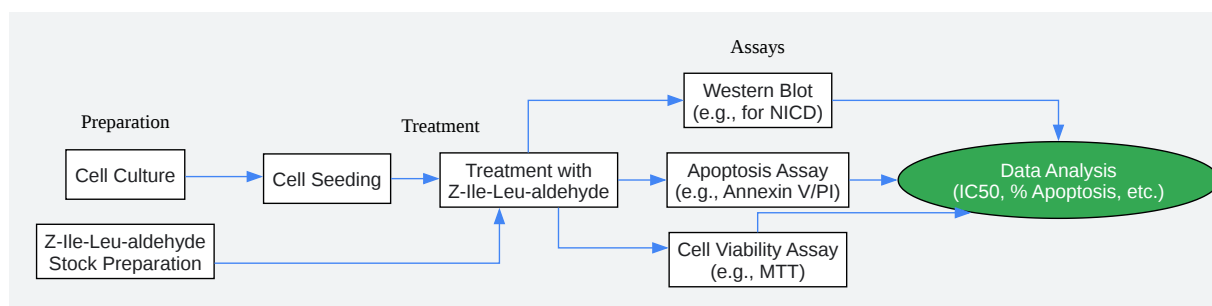 Assays
Western Blot
(e.g., for NICD)
Preparation
Treatment
Cell Culture
Cell Seeding
Treatment with
Z-Ile-Leu-aldehyde
Apoptosis Assay
(e.g., Annexin V/PI)
Data Analysis
(IC50, % Apoptosis, etc.)
Z-Ile-Leu-aldehyde
Stock Preparation
Cell Viability Assay
(e.g., MTT)